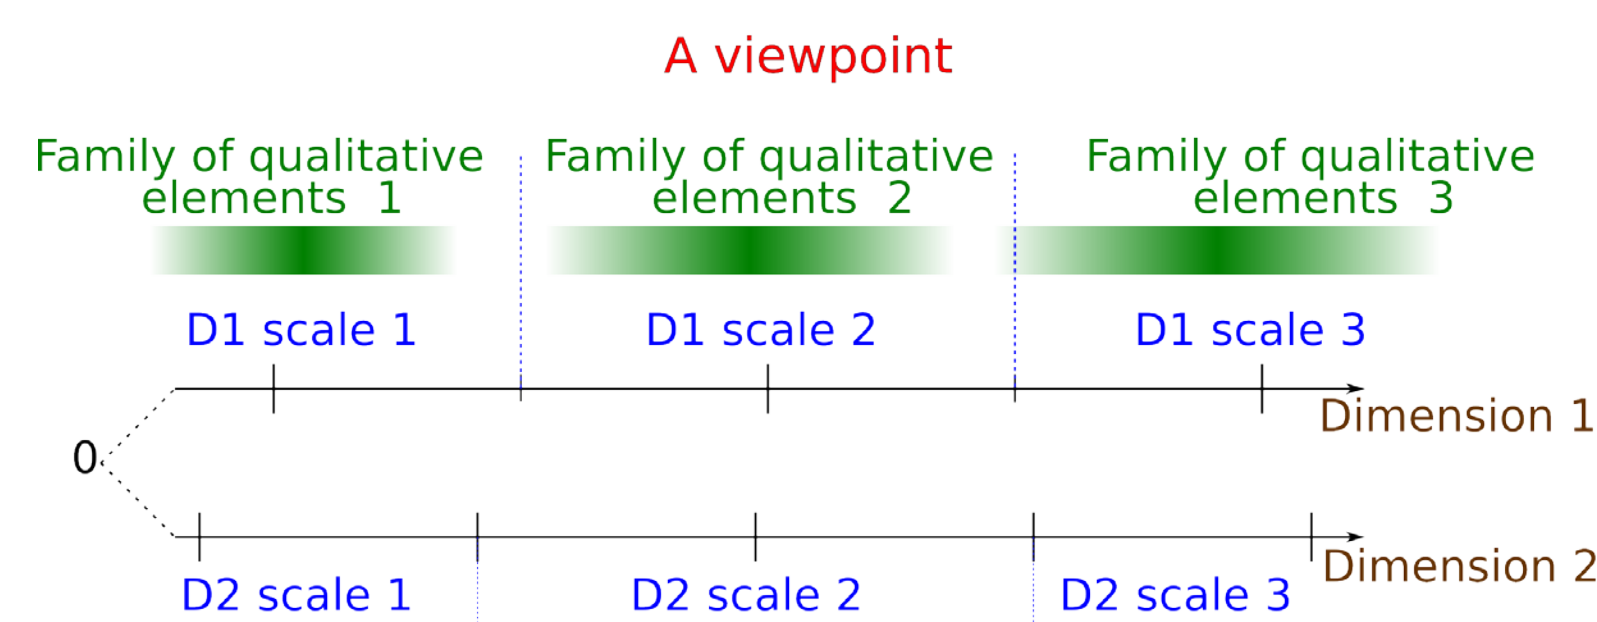 A viewpoint
Family of qualitative
elements 1
Family of qualitative
elements 2
Family of qualitative
elements 3
D1 scale 1
D1 scale 2
D1 scale 3
Dimension 1
0
Dimension 2
D2 scale 1
D2 scale 2
D2 scale 3